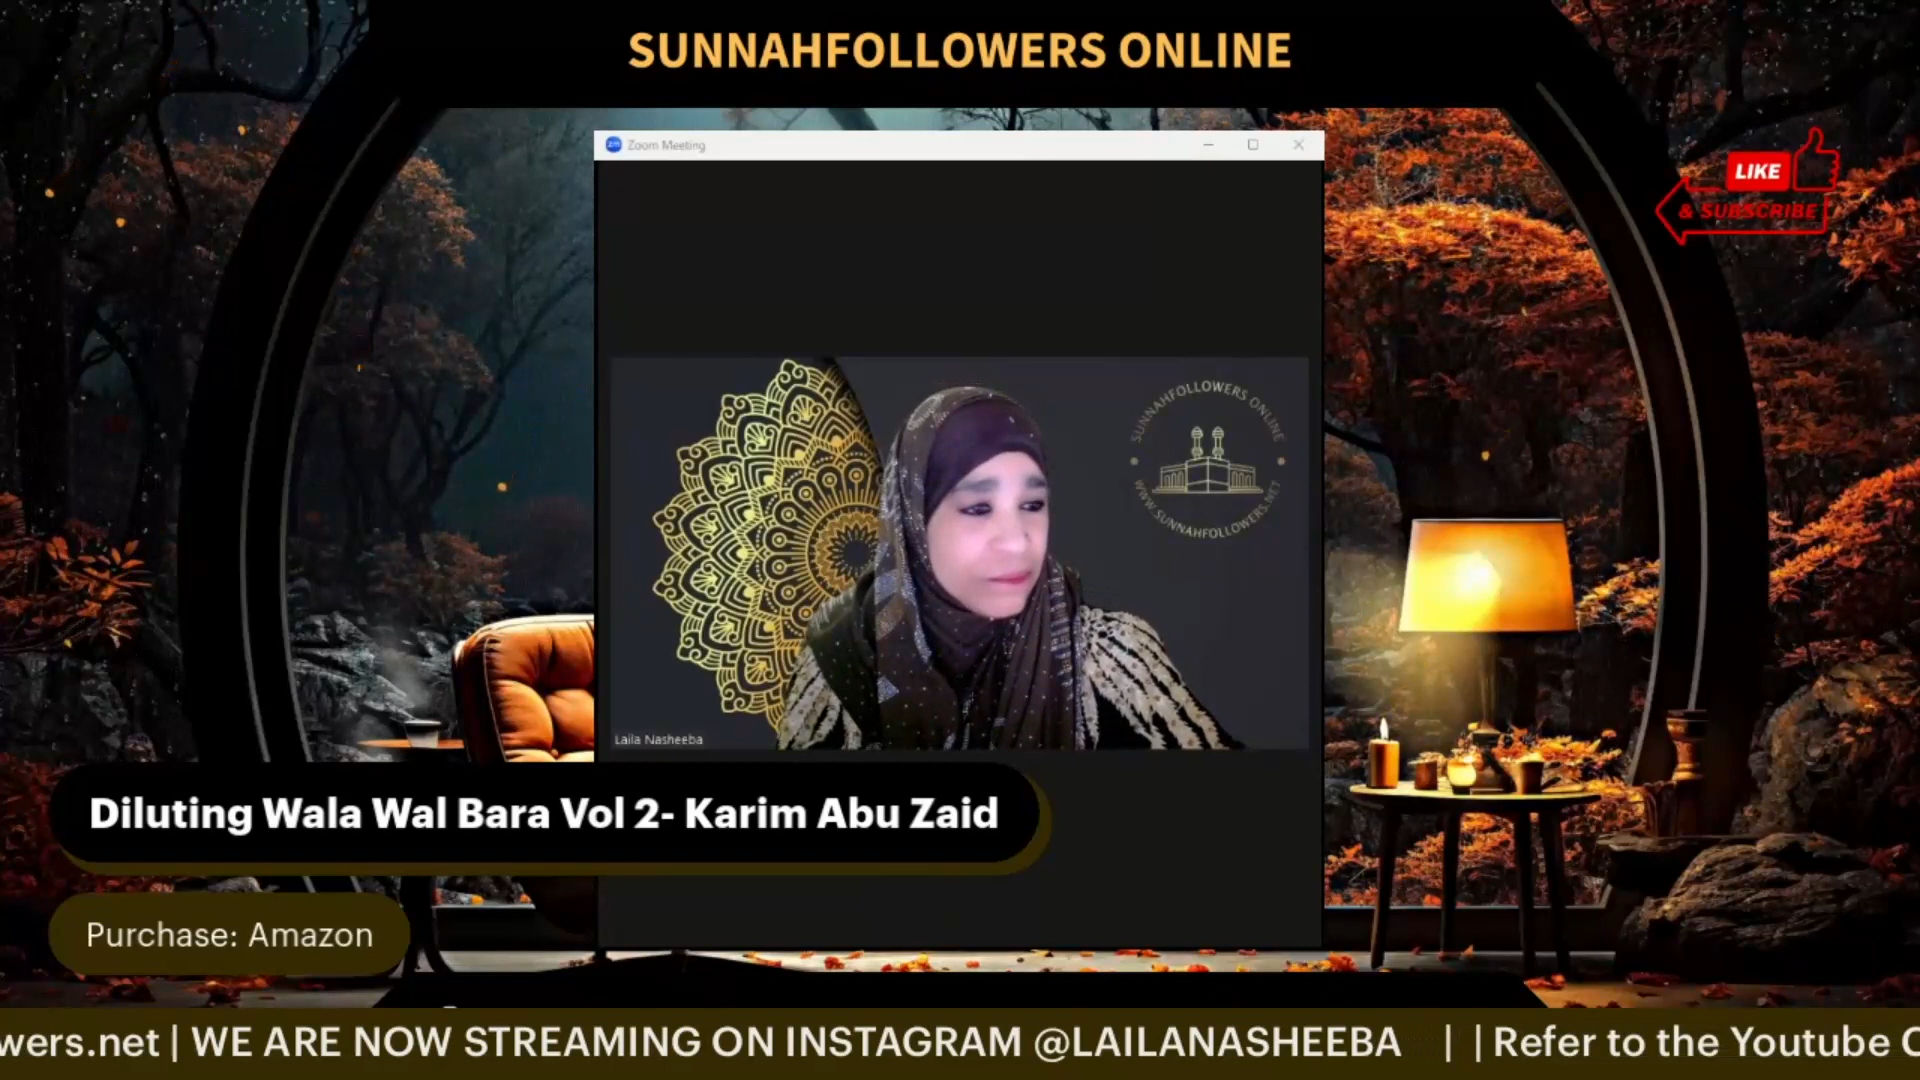 SUNNAHFOLLOWERS ONLINE
Zoom Meeting
LIKE
& SUBSCRIBE
SUNNAHFOLLOWERS ONLINE
WWW.SUNNAHFOLLOWERS.NET
Laila Nasheeba
Diluting Wala Wal Bara Vol 2- Karim Abu Zaid
Purchase: Amazon
wers.net | WE ARE NOW STREAMING ON INSTAGRAM @LAILANASHEEBA | | Refer to the Youtube C